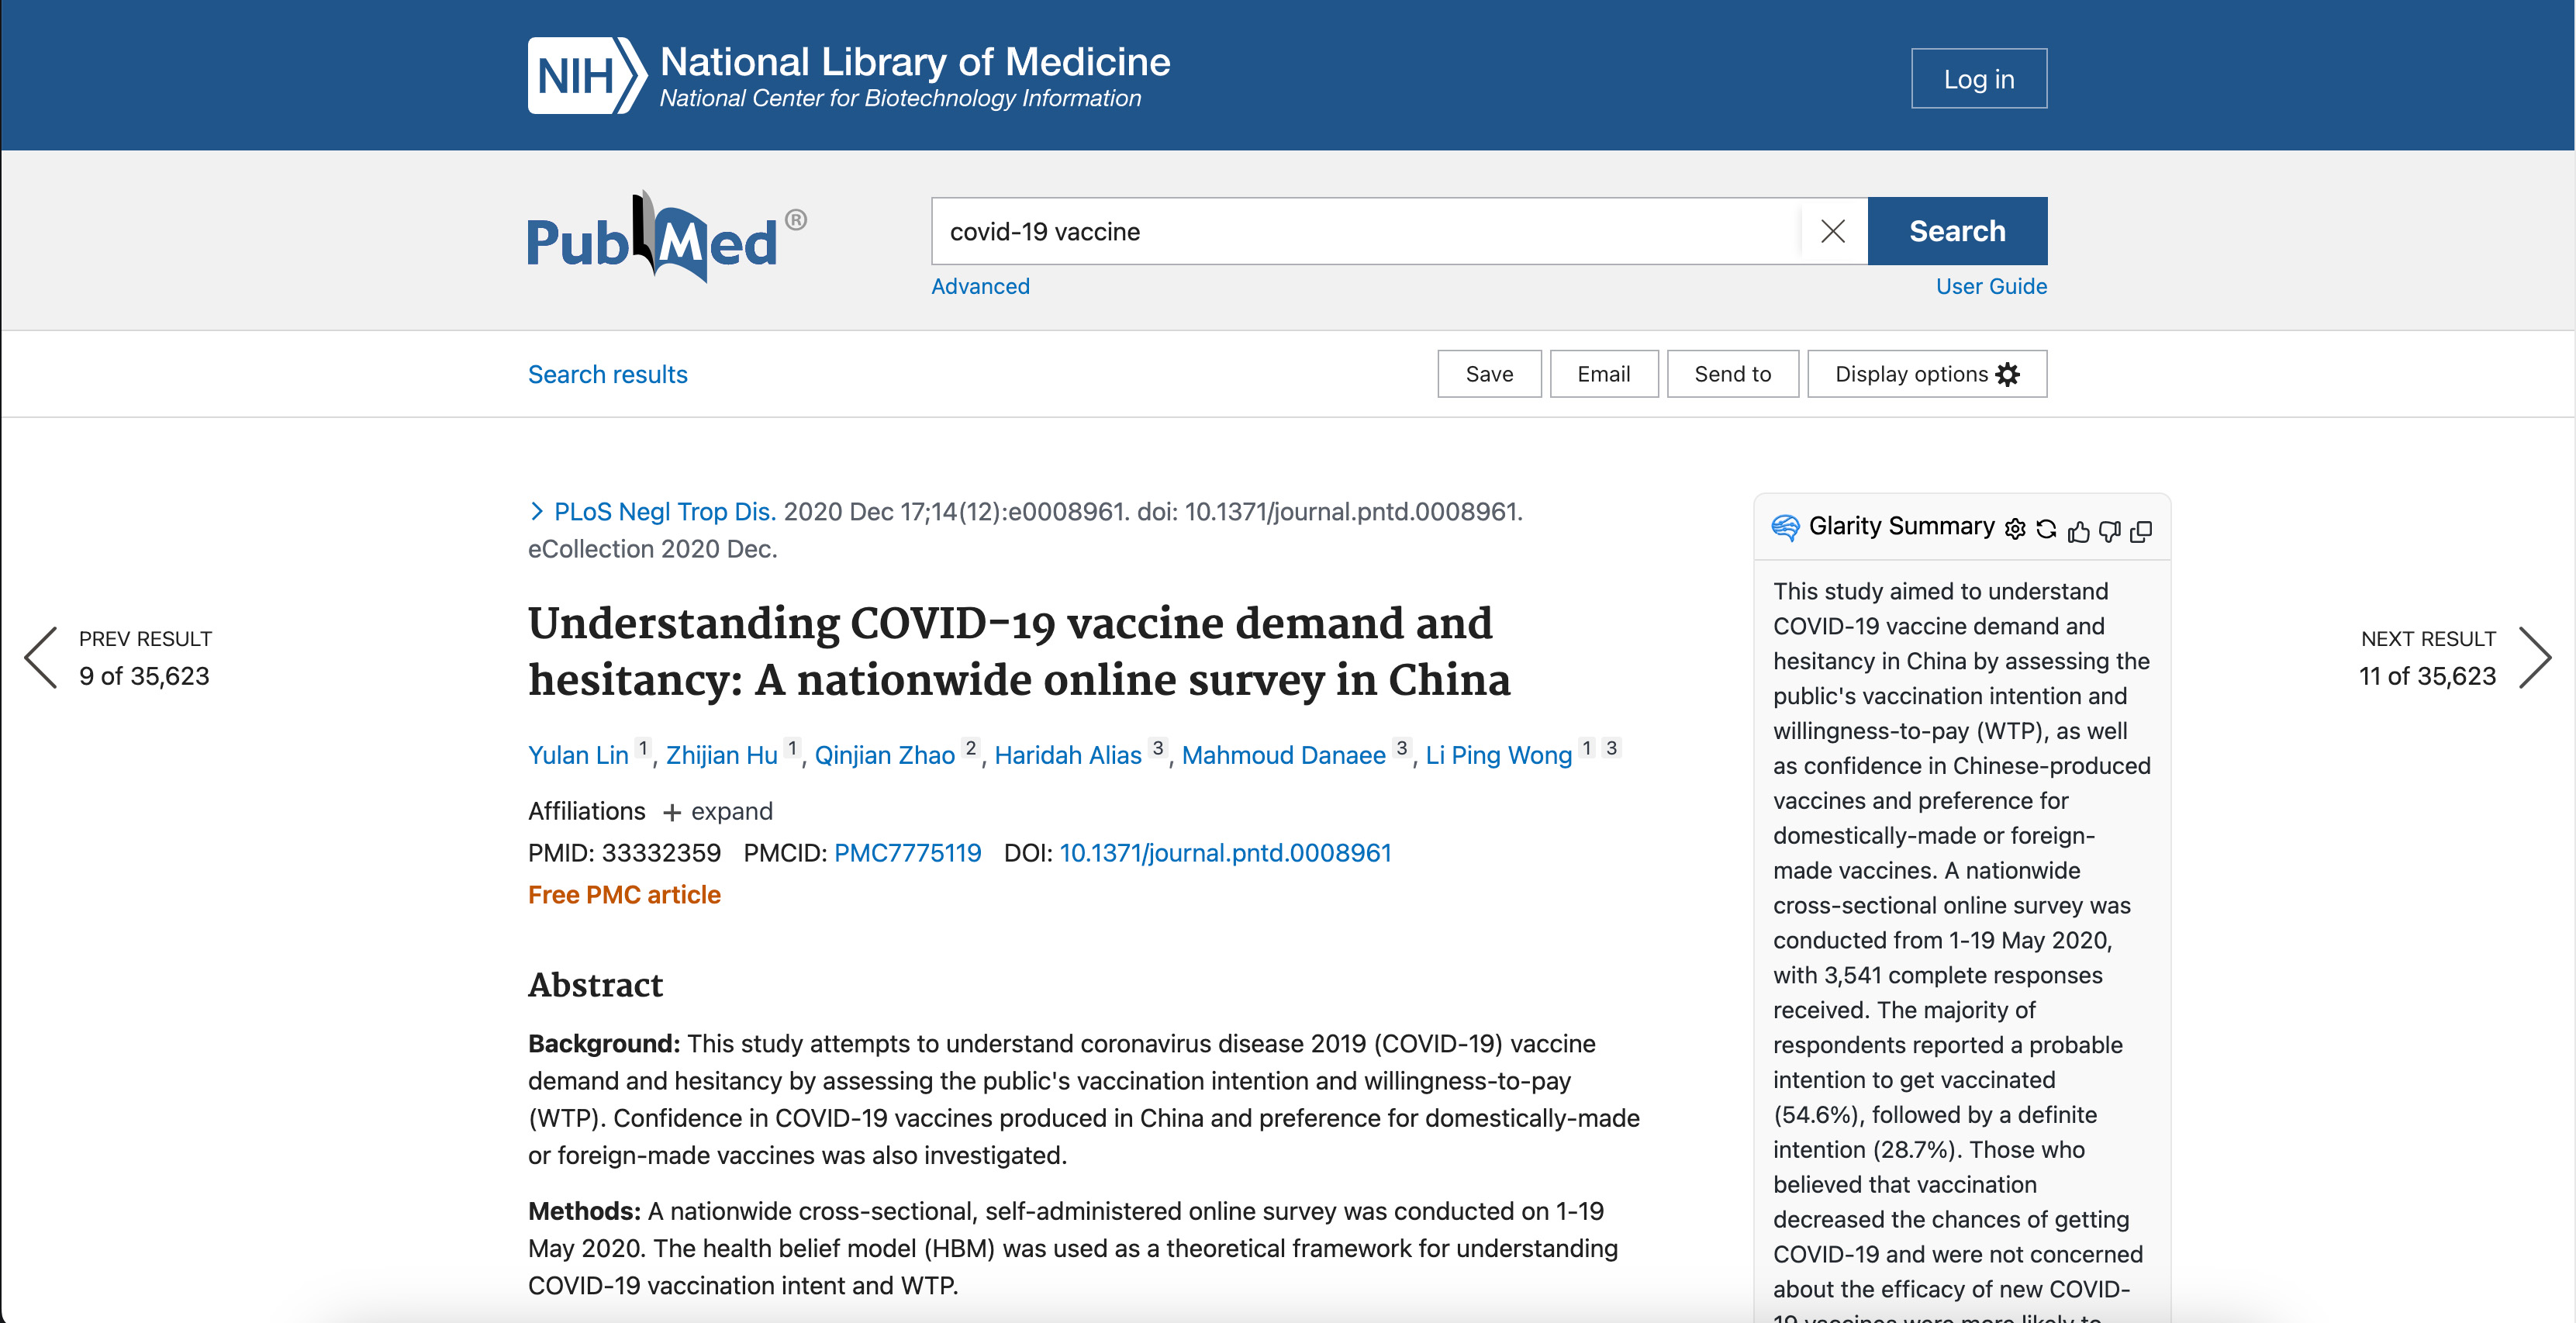 NIH National Library of Medicine
National Center for Biotechnology Information
Log in
PubMed®
covid-19 vaccine
Search
Advanced
User Guide
Search results
Save
Email
Send to
Display options
PREV RESULT
9 of 35,623
NEXT RESULT
11 of 35,623
PLoS Negl Trop Dis. 2020 Dec 17;14(12):e0008961. doi: 10.1371/journal.pntd.0008961.
eCollection 2020 Dec.
Understanding COVID-19 vaccine demand and
hesitancy: A nationwide online survey in China
Yulan Lin 1, Zhijian Hu 1, Qinjian Zhao 2, Haridah Alias 3, Mahmoud Danaee 3, Li Ping Wong 1 3
Affiliations + expand
PMID: 33332359 PMCID: PMC7775119 DOI: 10.1371/journal.pntd.0008961
Free PMC article
Abstract
Background: This study attempts to understand coronavirus disease 2019 (COVID-19) vaccine
demand and hesitancy by assessing the public's vaccination intention and willingness-to-pay
(WTP). Confidence in COVID-19 vaccines produced in China and preference for domestically-made
or foreign-made vaccines was also investigated.
Methods: A nationwide cross-sectional, self-administered online survey was conducted on 1-19
May 2020. The health belief model (HBM) was used as a theoretical framework for understanding
COVID-19 vaccination intent and WTP.
Glarity Summary
This study aimed to understand
COVID-19 vaccine demand and
hesitancy in China by assessing the
public's vaccination intention and
willingness-to-pay (WTP), as well
as confidence in Chinese-produced
vaccines and preference for
domestically-made or foreign-
made vaccines. A nationwide
cross-sectional online survey was
conducted from 1-19 May 2020,
with 3,541 complete responses
received. The majority of
respondents reported a probable
intention to get vaccinated
(54.6%), followed by a definite
intention (28.7%). Those who
believed that vaccination
decreased the chances of getting
COVID-19 and were not concerned
about the efficacy of new COVID-
19 vaccines were more likely to